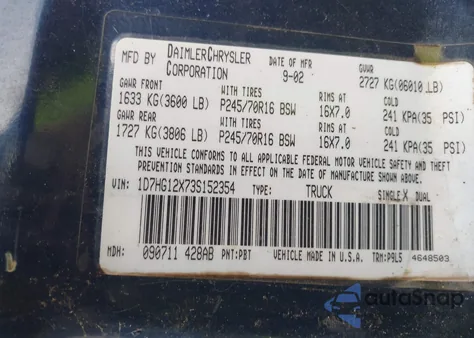 MFD BY DAIMLERCHRYSLER CORPORATION DATE OF MFR 9-02 GVWR 2727 KG(06010 LB)
GAWR FRONT WITH TIRES RIMS AT COLD
1633 KG(3600 LB) P245/70R16 BSW 16X7.0 241 KPA(35 PSI)
GAWR REAR WITH TIRES RIMS AT COLD
1727 KG(3806 LB) P245/70R16 BSW 16X7.0 241 KPA(35 PSI)
THIS VEHICLE CONFORMS TO ALL APPLICABLE FEDERAL MOTOR VEHICLE SAFETY AND THEFT
PREVENTION STANDARDS IN EFFECT ON THE DATE OF MANUFACTURE SHOWN ABOVE.
VIN: 1D7HG12X73S152354 TYPE: TRUCK SINGLE X DUAL
MDH: 090711 428AB PNT:PBT VEHICLE MADE IN U.S.A. TRM:P9L5 4648503
autoSnap